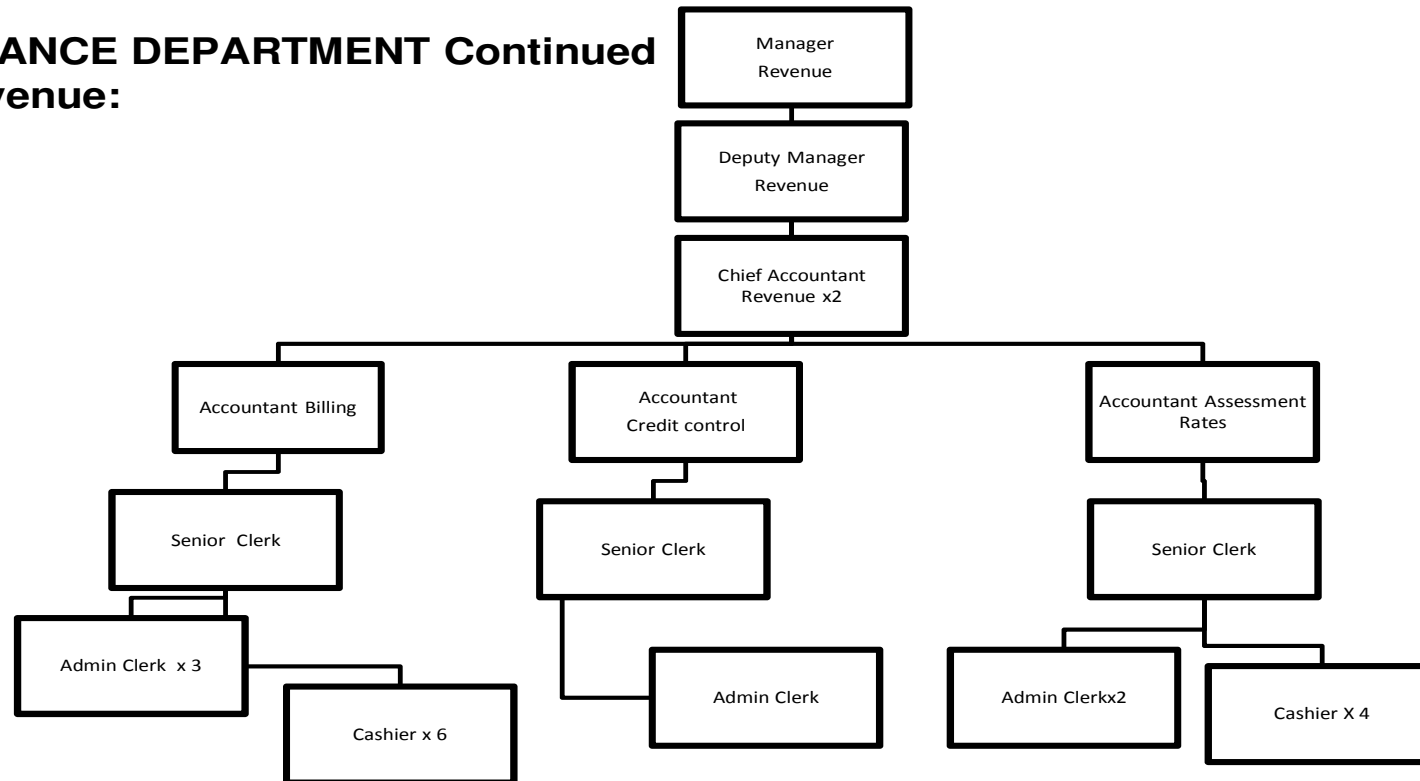 ANCE DEPARTMENT Continued
venue:
Manager
Revenue
Deputy Manager
Revenue
Chief Accountant
Revenue x2
Accountant Billing
Accountant
Credit control
Accountant Assessment
Rates
Senior Clerk
Senior Clerk
Senior Clerk
Admin Clerk x 3
Cashier x 6
Admin Clerk
Admin Clerkx2
Cashier X 4